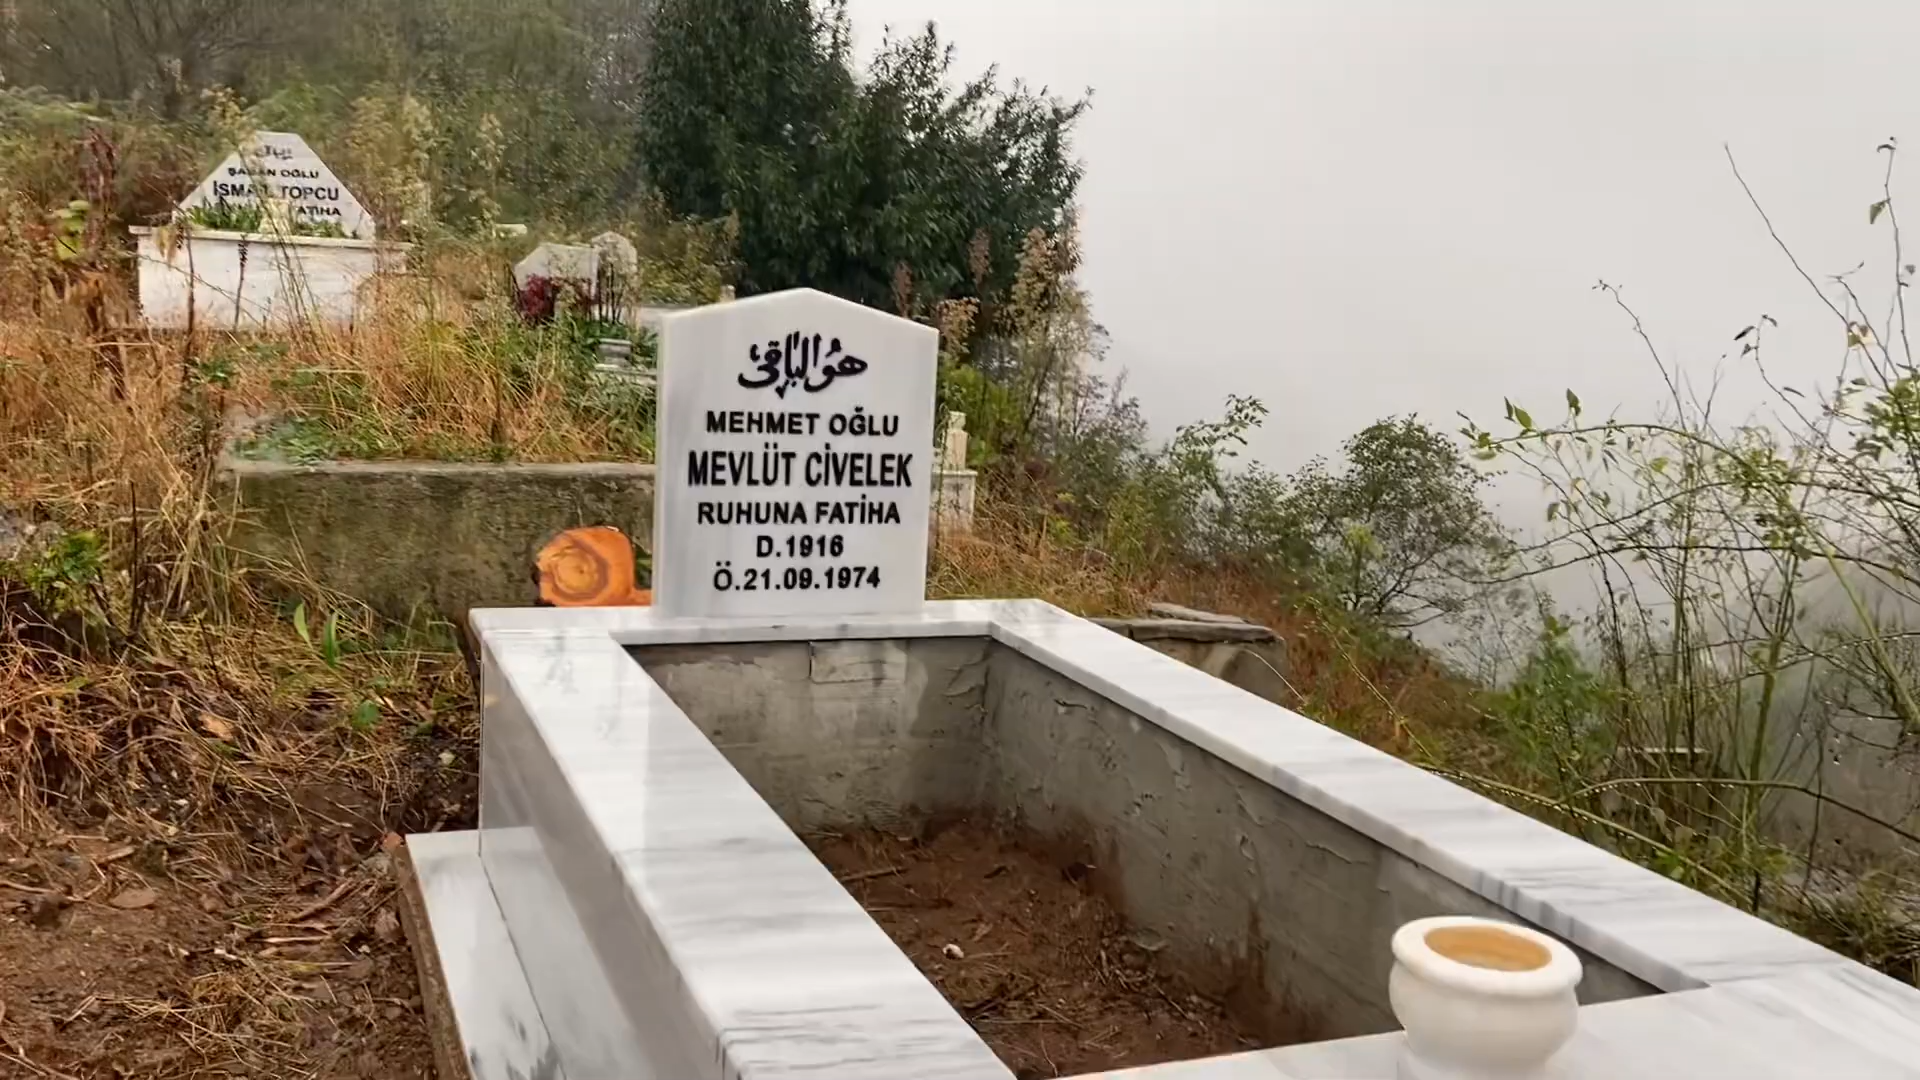 هو الباقي
MEHMET OĞLU
MEVLÜT CİVELEK
RUHUNA FATİHA
D.1916
Ö.21.09.1974
ŞABAN OĞLU
İSMAİL TOPCU
FATİHA